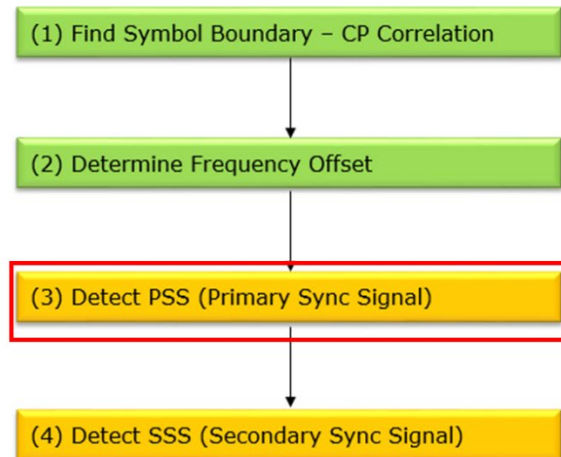 (1) Find Symbol Boundary – CP Correlation
(2) Determine Frequency Offset
(3) Detect PSS (Primary Sync Signal)
(4) Detect SSS (Secondary Sync Signal)